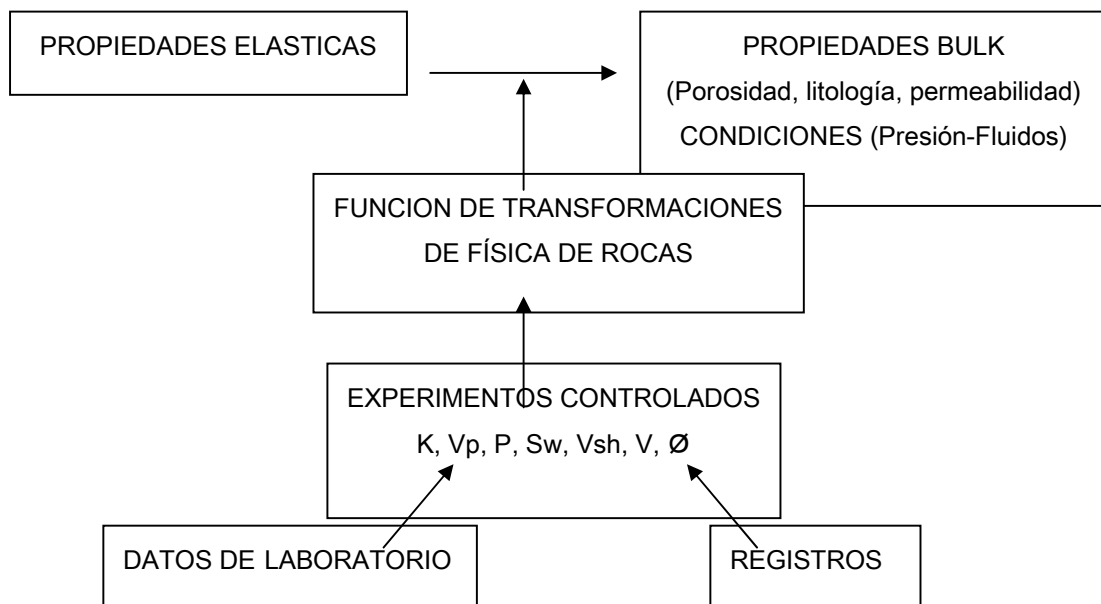 PROPIEDADES ELASTICAS
PROPIEDADES BULK
(Porosidad, litología, permeabilidad)
CONDICIONES (Presión-Fluidos)
FUNCION DE TRANSFORMACIONES
DE FÍSICA DE ROCAS
EXPERIMENTOS CONTROLADOS
K, Vp, P, Sw, Vsh, V, Ø
DATOS DE LABORATORIO
REGISTROS